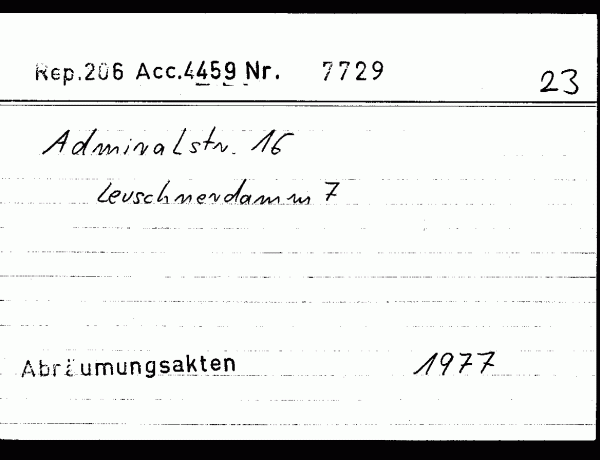 Rep.206 Acc.4459 Nr. 7729 23
Admiralstr. 16
Leuschnerdamm 7
Abräumungsakten 1977